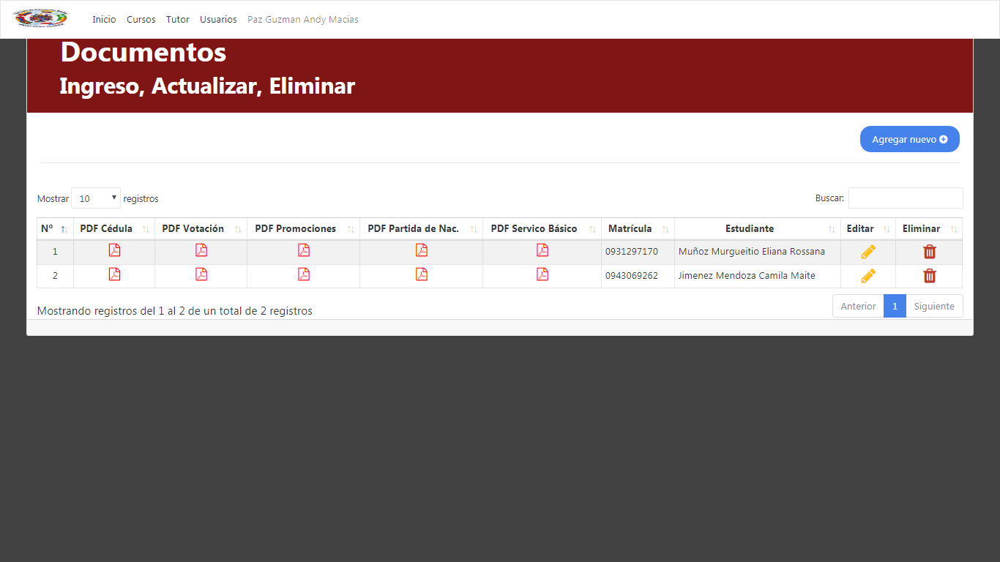 Inicio Cursos Tutor Usuarios Paz Guzman Andy Macias
Documentos
Ingreso, Actualizar, Eliminar
Agregar nuevo
Mostrar 10 registros Buscar:
Nº PDF Cédula PDF Votación PDF Promociones PDF Partida de Nac. PDF Servico Básico Matrícula Estudiante Editar Eliminar
1 0931297170 Muñoz Murgueitio Eliana Rossana
2 0943069262 Jimenez Mendoza Camila Maite
Mostrando registros del 1 al 2 de un total de 2 registros Anterior 1 Siguiente